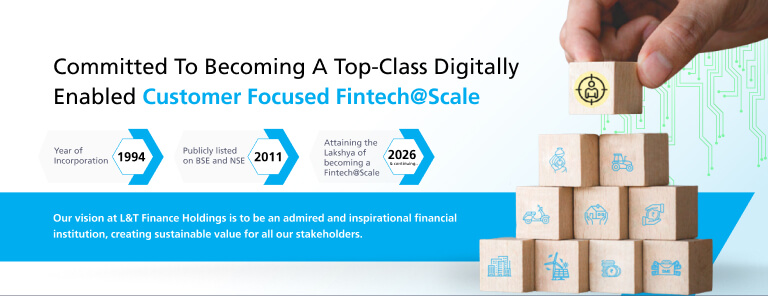 Committed To Becoming A Top-Class Digitally
Enabled Customer Focused Fintech@Scale
Year of
Incorporation
1994
Publicly listed
on BSE and NSE
2011
Attaining the
Lakshya of
becoming a
Fintech@Scale
2026
& continuing
Our vision at L&T Finance Holdings is to be an admired and inspirational financial
institution, creating sustainable value for all our stakeholders.